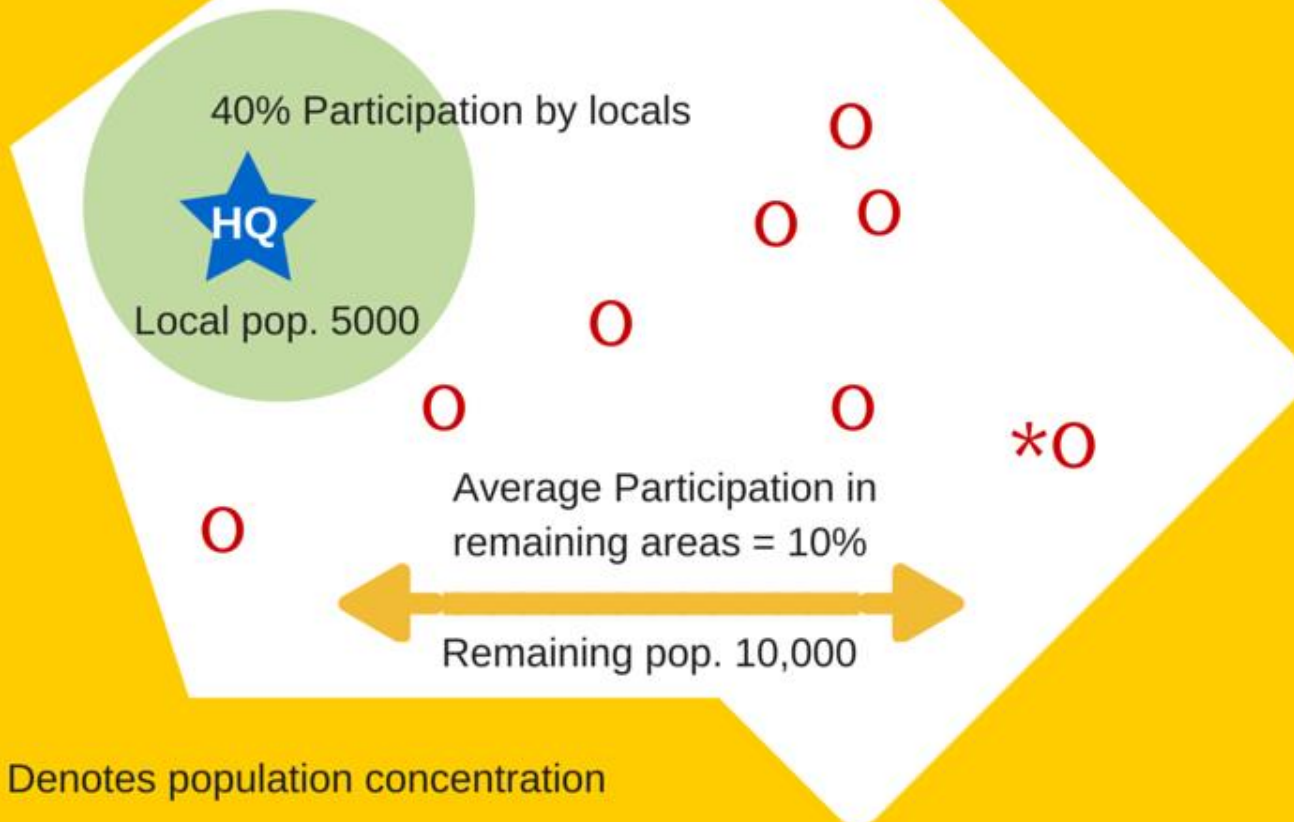 40% Participation by locals
O
O
O
HQ
Local pop. 5000
O
O
O
*O
Average Participation in
remaining areas = 10%
O
Remaining pop. 10,000
Denotes population concentration